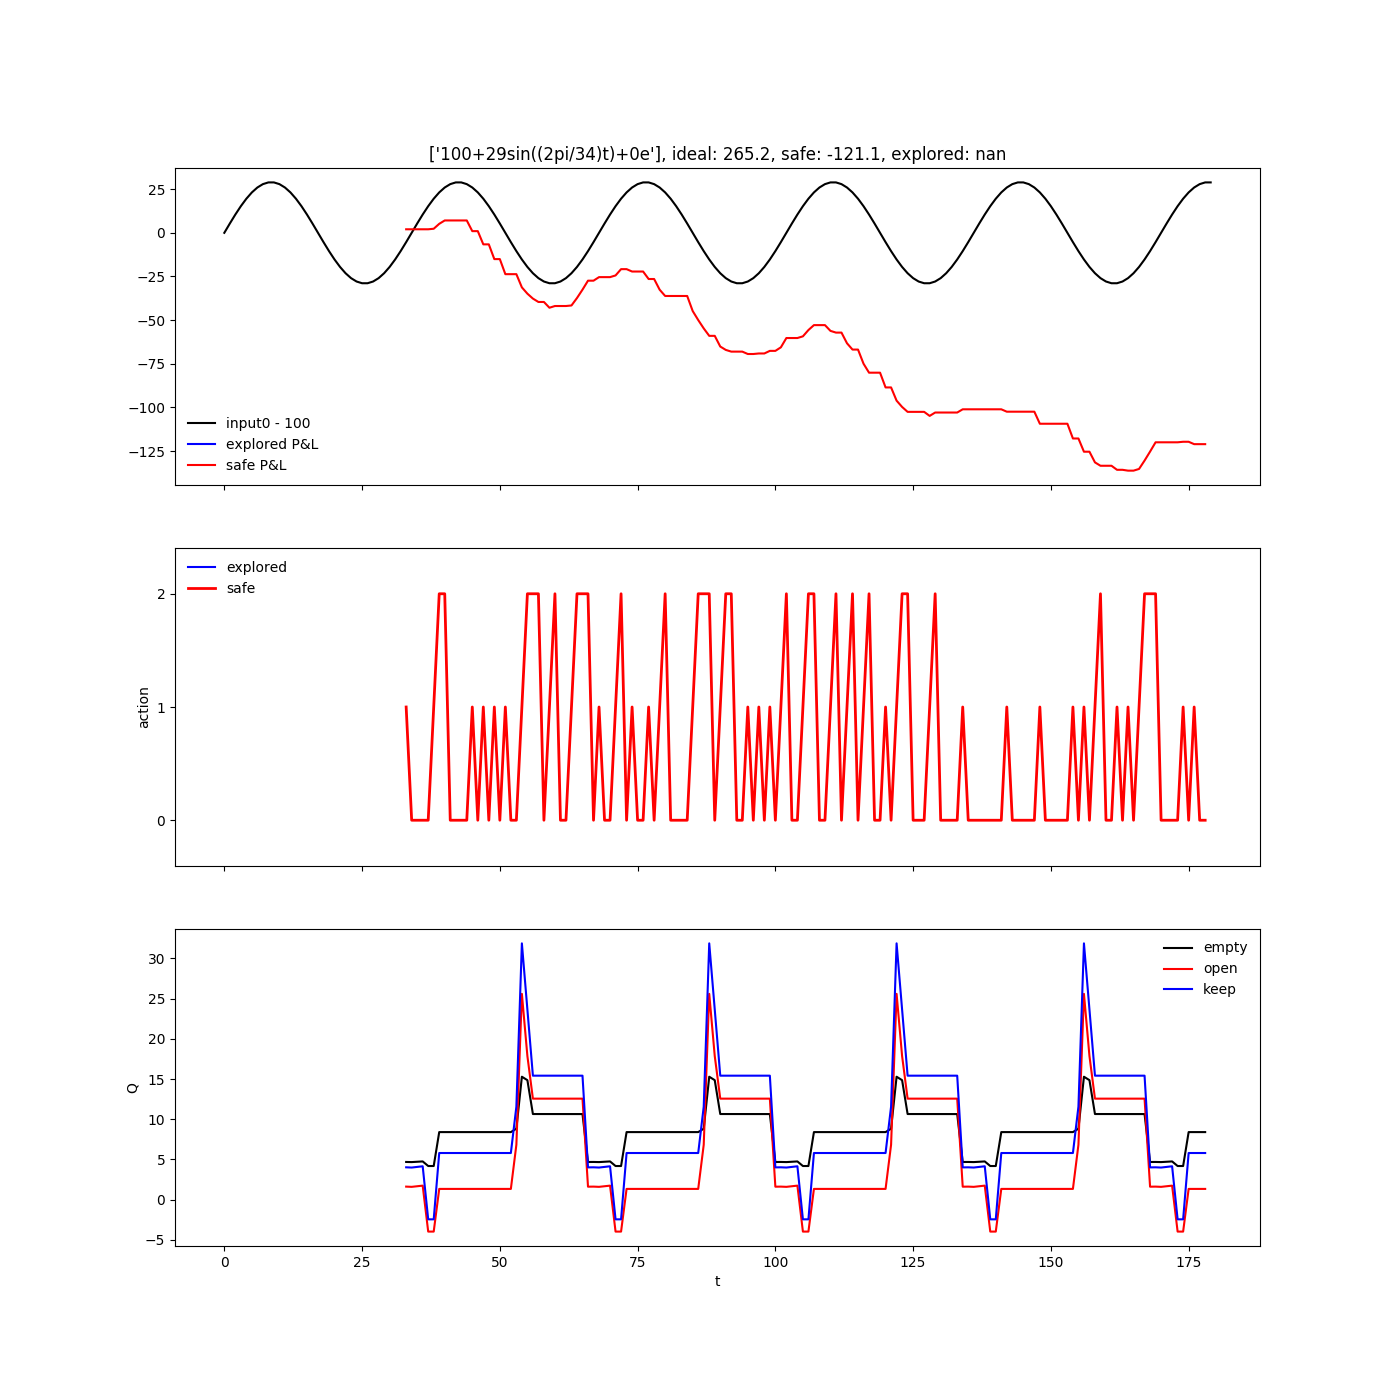 ['100+29sin((2pi/34)t)+0e'], ideal: 265.2, safe: -121.1, explored: nan
25
0
−25
−50
−75
−100
−125
input0 - 100
explored P&L
safe P&L
explored
safe
2
1
0
action
empty
open
keep
30
25
20
15
10
5
0
−5
Q
0 25 50 75 100 125 150 175
t